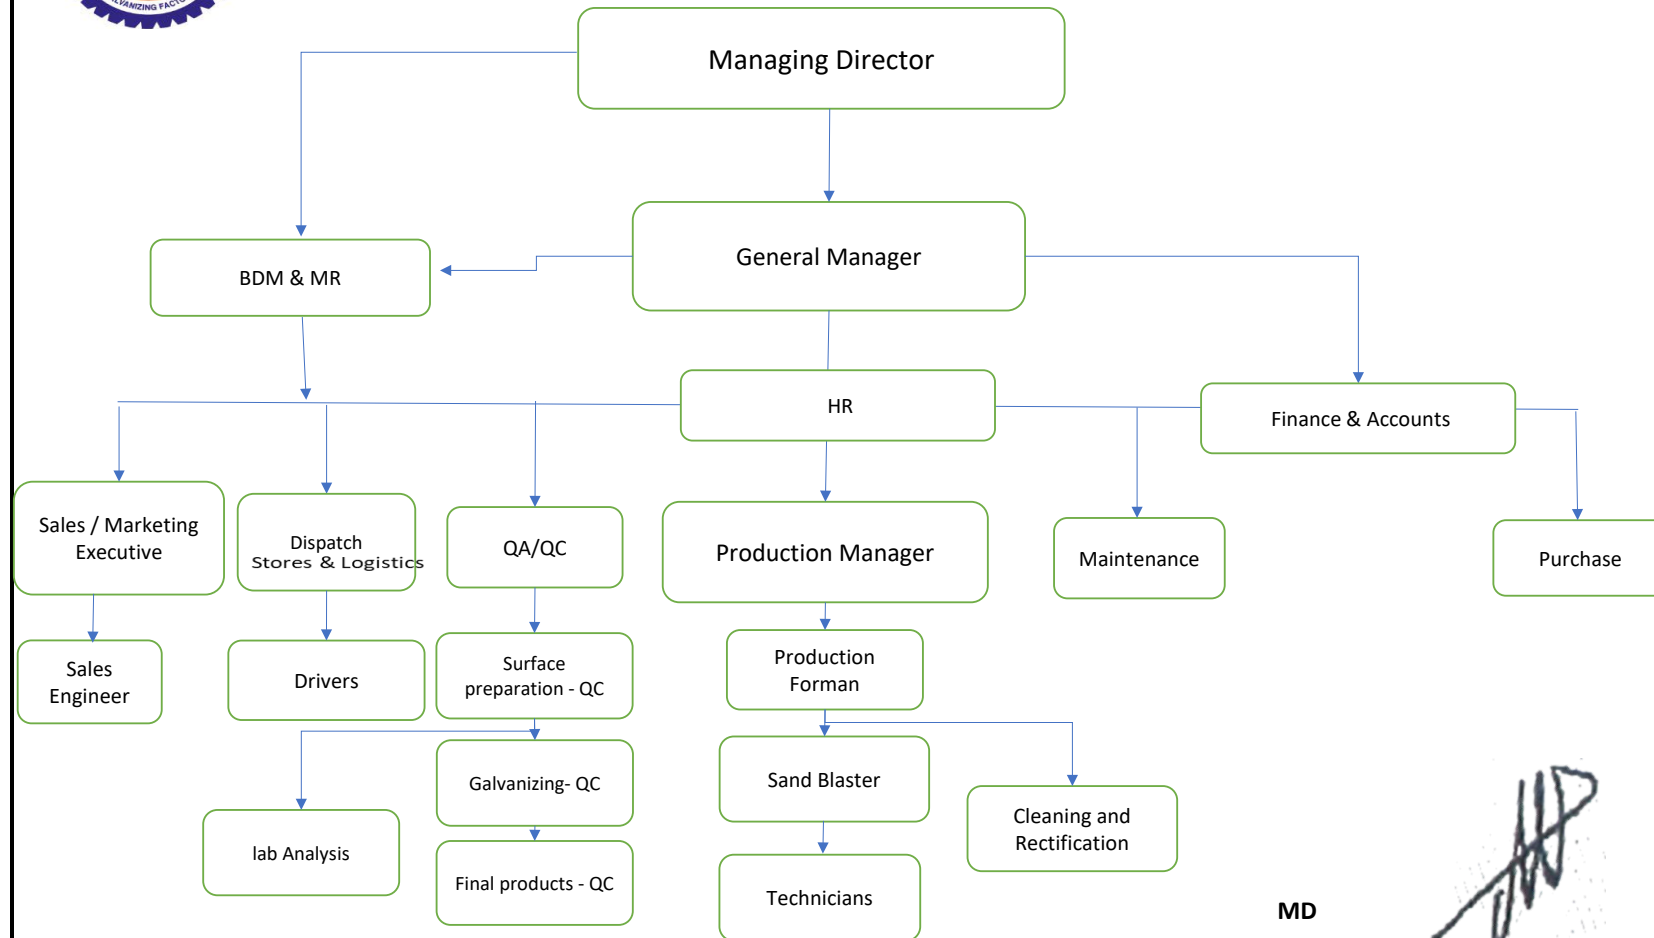 GALVANIZING FACTO
Managing Director
General Manager
BDM & MR
HR
Finance & Accounts
Sales / Marketing
Executive
Dispatch
Stores & Logistics
QA/QC
Production Manager
Maintenance
Purchase
Sales
Engineer
Drivers
Surface
preparation - QC
Production
Forman
Galvanizing- QC
Sand Blaster
Cleaning and
Rectification
lab Analysis
Final products - QC
Technicians
MD